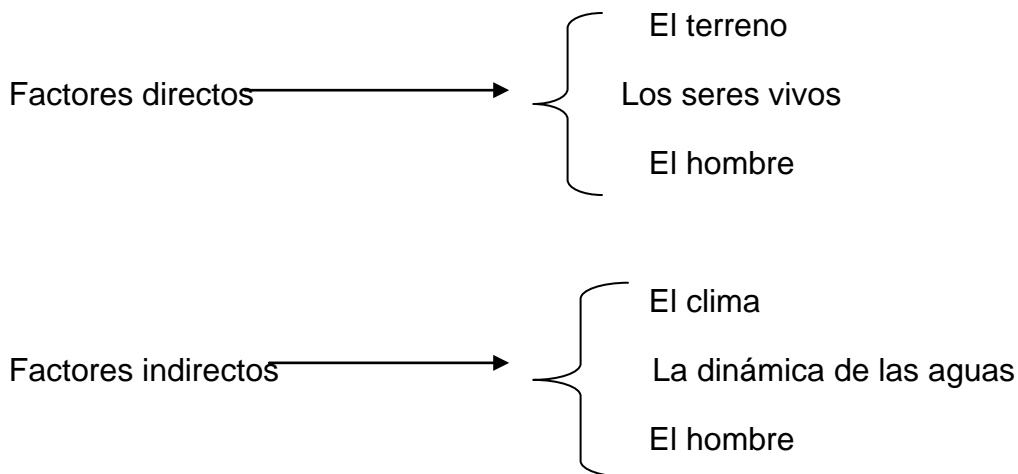 El terreno
Factores directos Los seres vivos
El hombre
El clima
Factores indirectos La dinámica de las aguas
El hombre